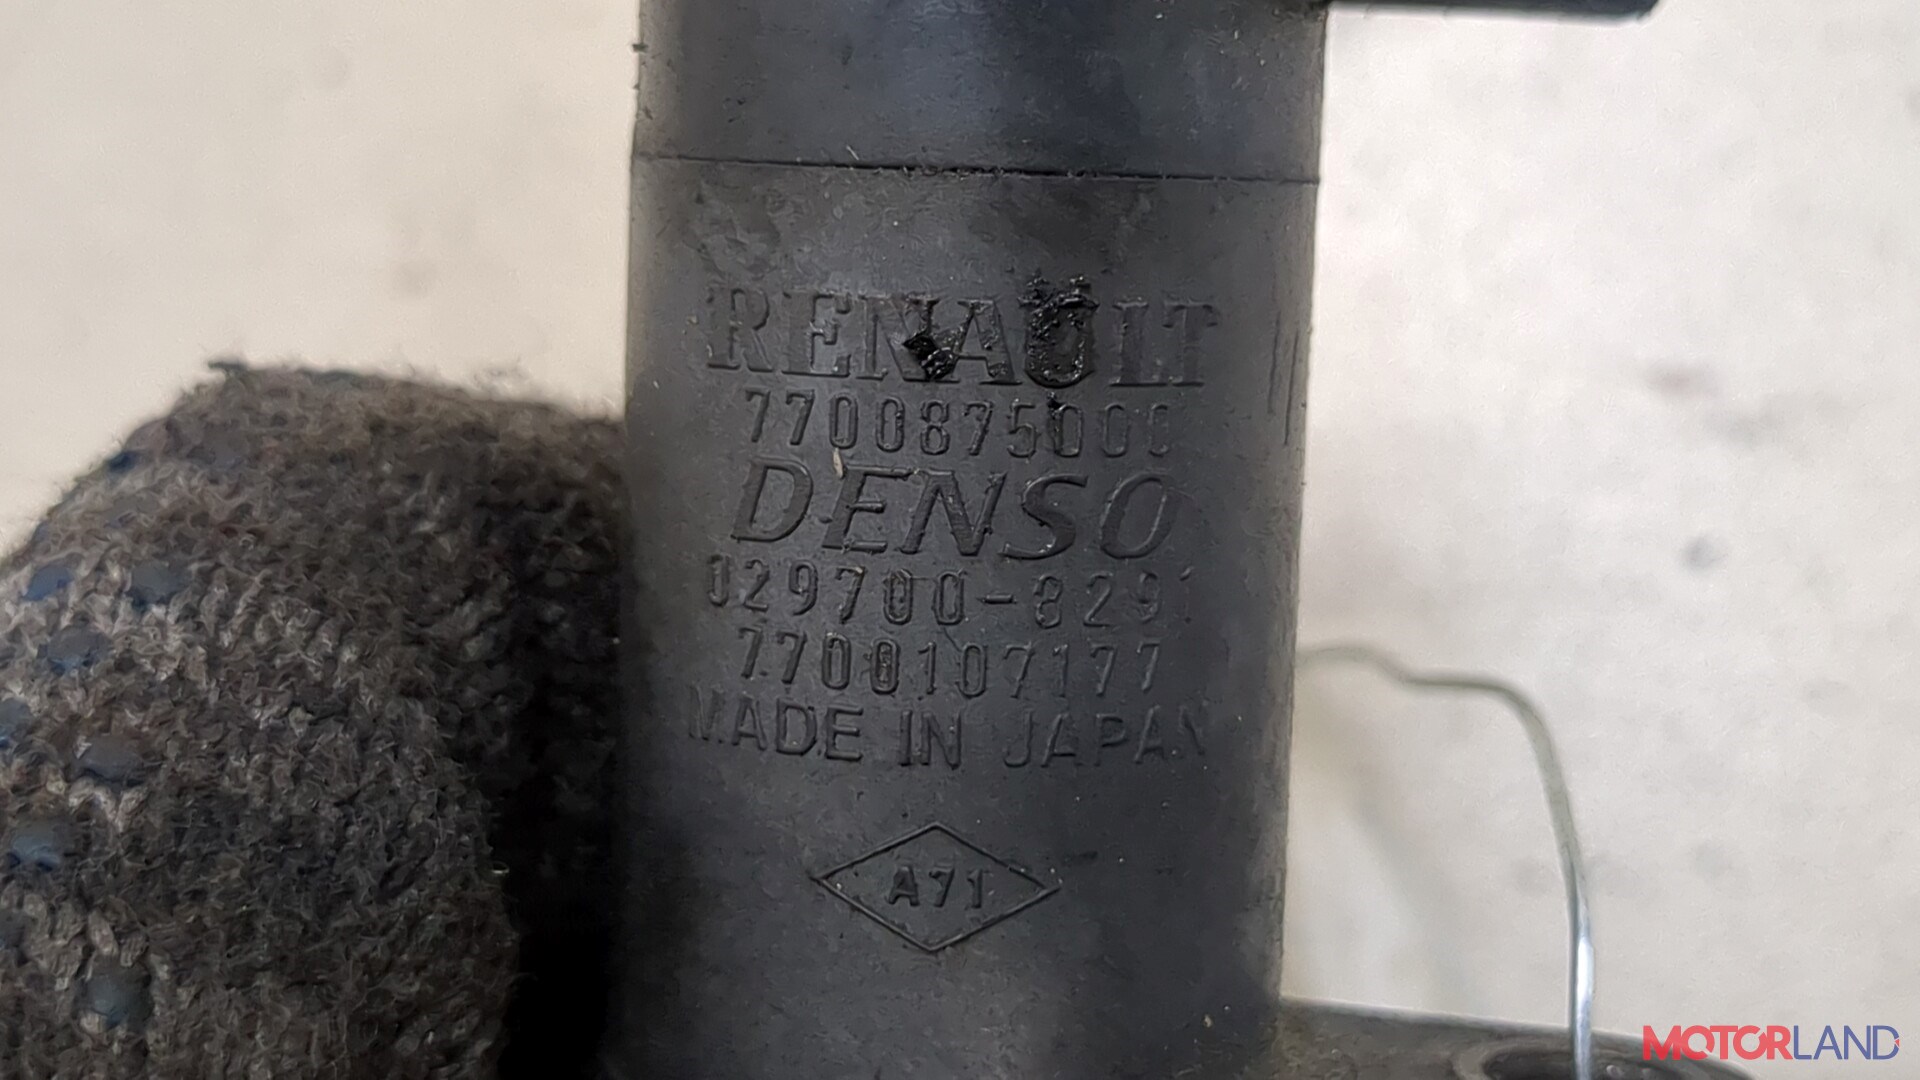 RENAULT
7700875000
DENSO
029700-8291
7700107177
MADE IN JAPAN
A71
MOTORLAND